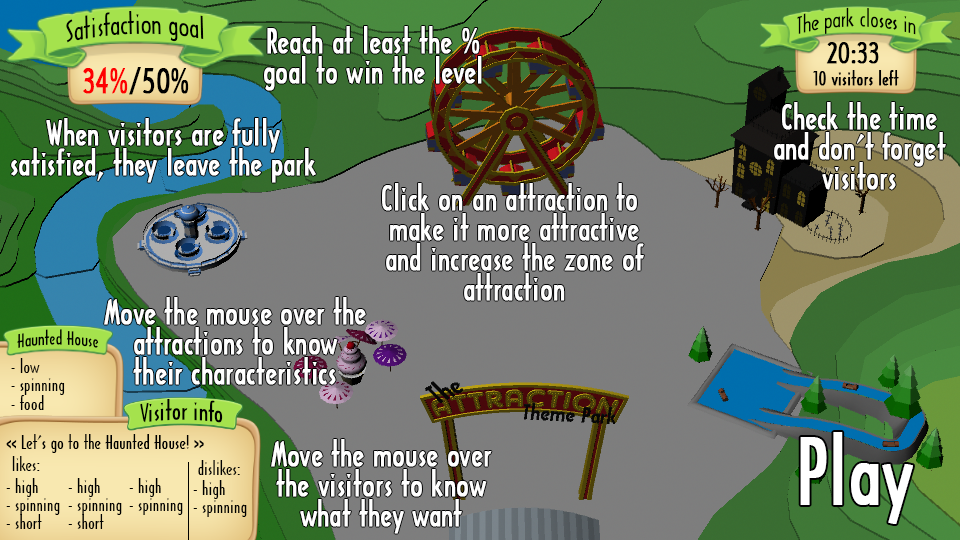 Satisfaction goal
34%/50%
Reach at least the %
goal to win the level
The park closes in
20:33
10 visitors left
When visitors are fully
satisfied, they leave the park
Check the time
and don't forget
visitors
Click on an attraction to
make it more attractive
and increase the zone of
attraction
Move the mouse over the
attractions to know
their characteristics
Haunted House
- low
- spinning
- food
The
ATTRACTION
Theme Park
Visitor info
« Let's go to the Haunted House! »
likes:
- high - high - high
- spinning - spinning - spinning
- short - short
dislikes:
- high
- spinning
Move the mouse over
the visitors to know
what they want
Play